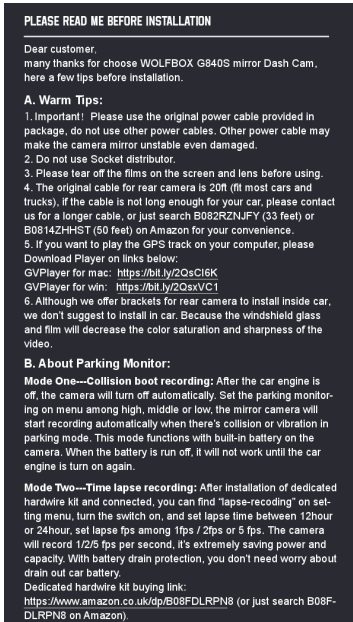 PLEASE READ ME BEFORE INSTALLATION
Dear customer,
many thanks for choose WOLFBOX G840S mirror Dash Cam,
here a few tips before installation.
A. Warm Tips:
1. Important！ Please use the original power cable provided in
package, do not use other power cables. Other power cable may
make the camera mirror unstable even damaged.
2. Do not use Socket distributor.
3. Please tear off the films on the screen and lens before using.
4. The original cable for rear camera is 20ft (fit most cars and
trucks), if the cable is not long enough for your car, please contact
us for a longer cable, or just search B082RZNJFY (33 feet) or
B0814ZHHST (50 feet) on Amazon for your convenience.
5. If you want to play the GPS track on your computer, please
Download Player on links below:
GVPlayer for mac: https://bit.ly/2QsCI6K
GVPlayer for win: https://bit.ly/2QsxVC1
6. Although we offer brackets for rear camera to install inside car,
we don't suggest to install in car. Because the windshield glass
and film will decrease the color saturation and sharpness of the
video.
B. About Parking Monitor:
Mode One---Collision boot recording: After the car engine is
off, the camera will turn off automatically. Set the parking monitor-
ing on menu among high, middle or low, the mirror camera will
start recording automatically when there's collision or vibration in
parking mode. This mode functions with built-in battery on the
camera. When the battery is run off, it will not work until the car
engine is turn on again.
Mode Two---Time lapse recording: After installation of dedicated
hardwire kit and connected, you can find "lapse-recoding" on set-
ting menu, turn the switch on, and set lapse time between 12hour
or 24hour, set lapse fps among 1fps / 2fps or 5 fps. The camera
will record 1/2/5 fps per second, it's extremely saving power and
capacity. With battery drain protection, you don't need worry about
drain out car battery.
Dedicated hardwire kit buying link:
https://www.amazon.co.uk/dp/B08FDLRPN8 (or just search B08F-
DLRPN8 on Amazon).